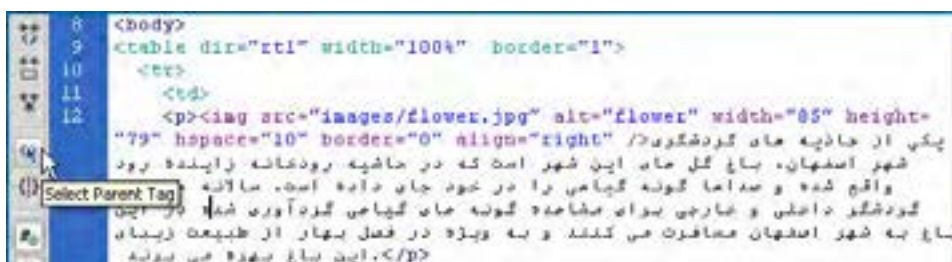 8 <body>
9 <table dir="rtl" width="100%" border="1">
10 <tr>
11 <td>
12 <p><img src="images/flower.jpg" alt="flower" width="85" height=
"79" hspace="10" border="0" align="right" />یکی از جاذبه های گردشگری
شهر اصفهان، باغ گل های این شهر است که در حاشیه رودخانه زاینده رود
واقع شده و صدها گونه گیاهی را در خود جای داده است. سالانه
Select Parent Tag
گردشگر داخلی و خارجی برای مشاهده گونه های گیاهی گردآوری شده در این
باغ به شهر اصفهان مسافرت می کنند و به ویژه در فصل بهار از طبیعت زیبای
این باغ بهره می برند.</p>